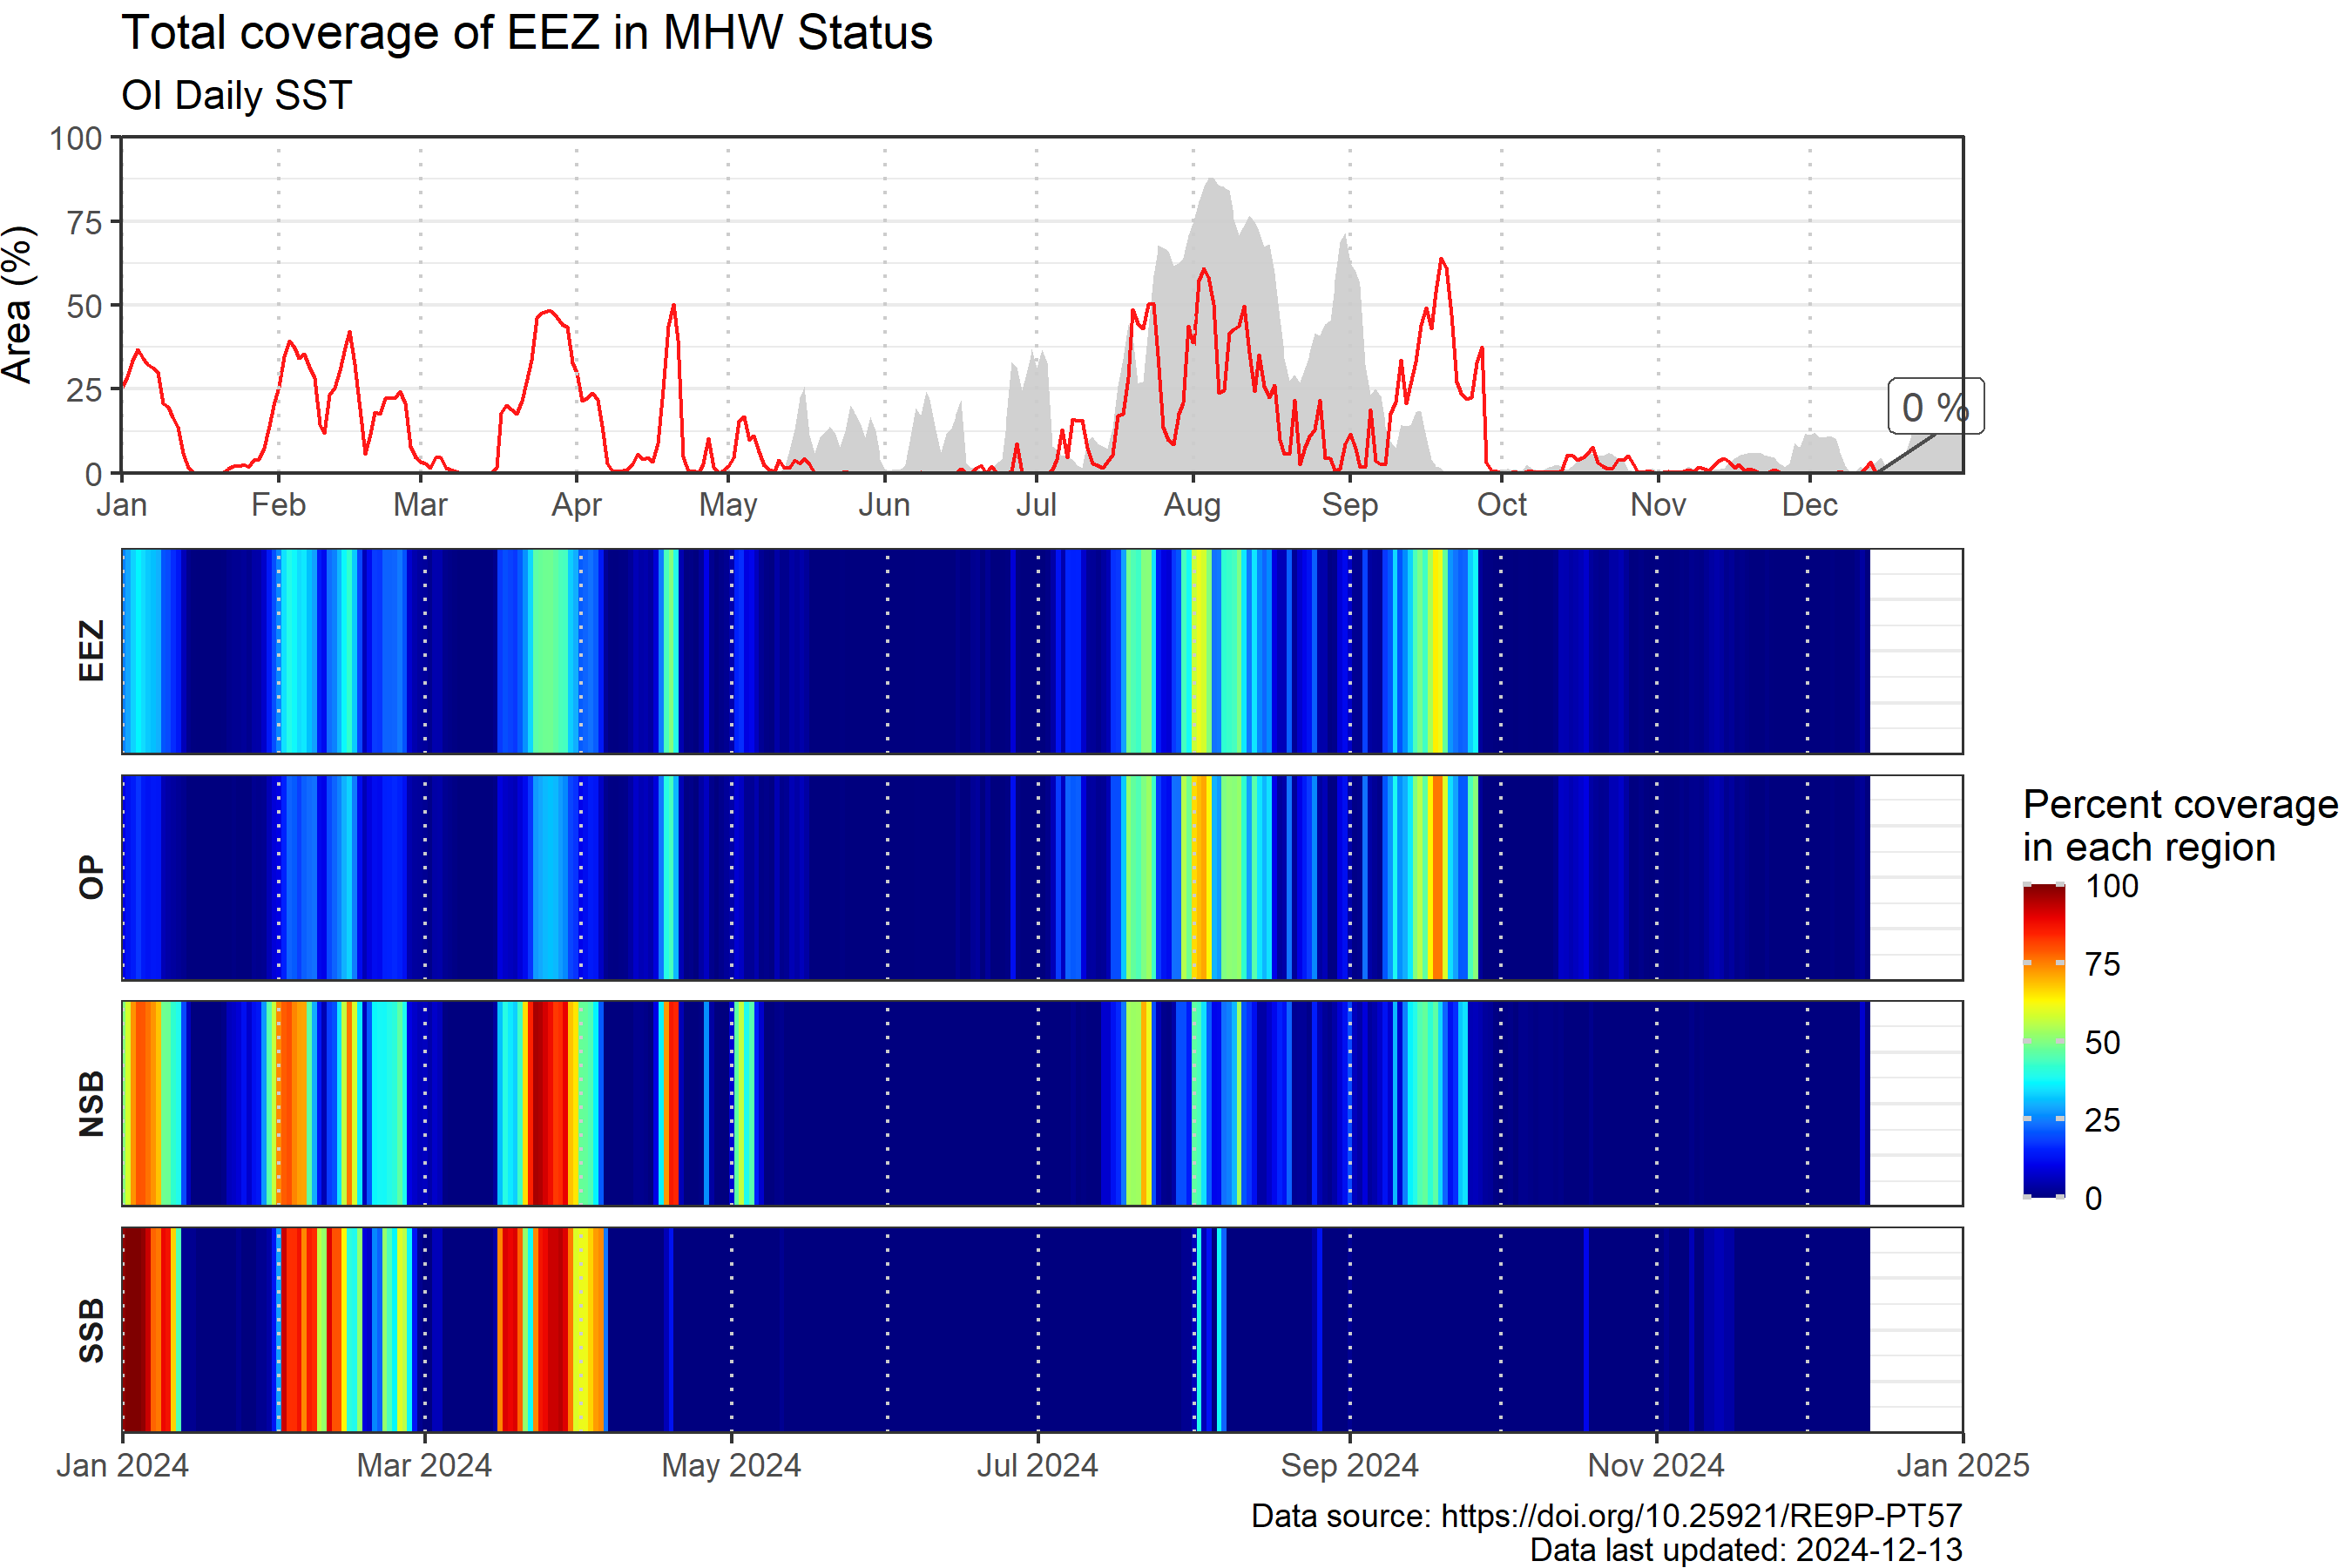 Total coverage of EEZ in MHW Status
OI Daily SST
Area (%)
100
75
50
25
0
0 %
Jan Feb Mar Apr May Jun Jul Aug Sep Oct Nov Dec
EEZ
OP
NSB
SSB
Percent coverage
in each region
100
75
50
25
0
Jan 2024 Mar 2024 May 2024 Jul 2024 Sep 2024 Nov 2024 Jan 2025
Data source: https://doi.org/10.25921/RE9P-PT57
Data last updated: 2024-12-13